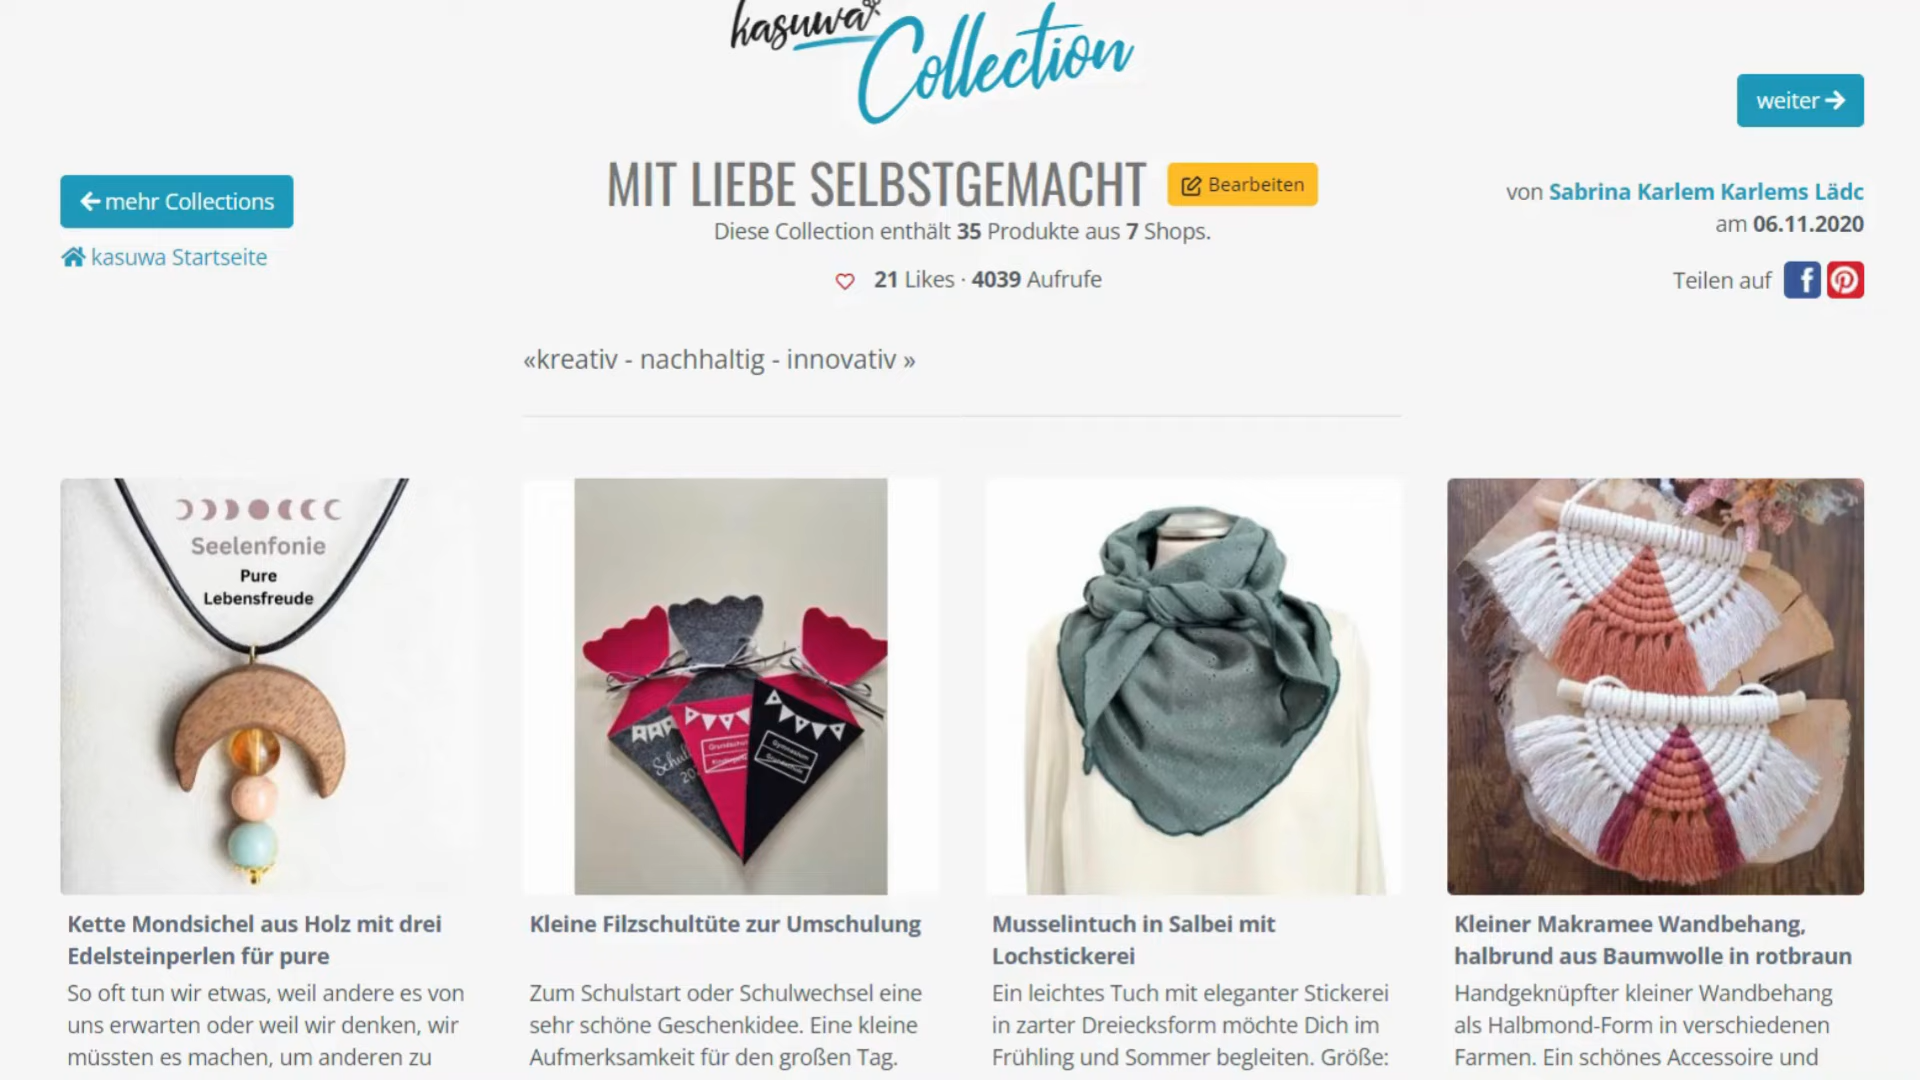 kasuwa
Collection
weiter
mehr Collections
kasuwa Startseite
MIT LIEBE SELBSTGEMACHT
Bearbeiten
Diese Collection enthält 35 Produkte aus 7 Shops.
21 Likes · 4039 Aufrufe
von Sabrina Karlem Karlems Lädc
am 06.11.2020
Teilen auf
«kreativ - nachhaltig - innovativ »
Seelenfonie
Pure
Lebensfreude
Kette Mondsichel aus Holz mit drei
Edelsteinperlen für pure
So oft tun wir etwas, weil andere es von
uns erwarten oder weil wir denken, wir
müssten es machen, um anderen zu
Kleine Filzschultüte zur Umschulung
Zum Schulstart oder Schulwechsel eine
sehr schöne Geschenkidee. Eine kleine
Aufmerksamkeit für den großen Tag.
Musselintuch in Salbei mit
Lochstickerei
Ein leichtes Tuch mit eleganter Stickerei
in zarter Dreiecksform möchte Dich im
Frühling und Sommer begleiten. Größe:
Kleiner Makramee Wandbehang,
halbrund aus Baumwolle in rotbraun
Handgeknüpfter kleiner Wandbehang
als Halbmond-Form in verschiedenen
Farmen. Ein schönes Accessoire und